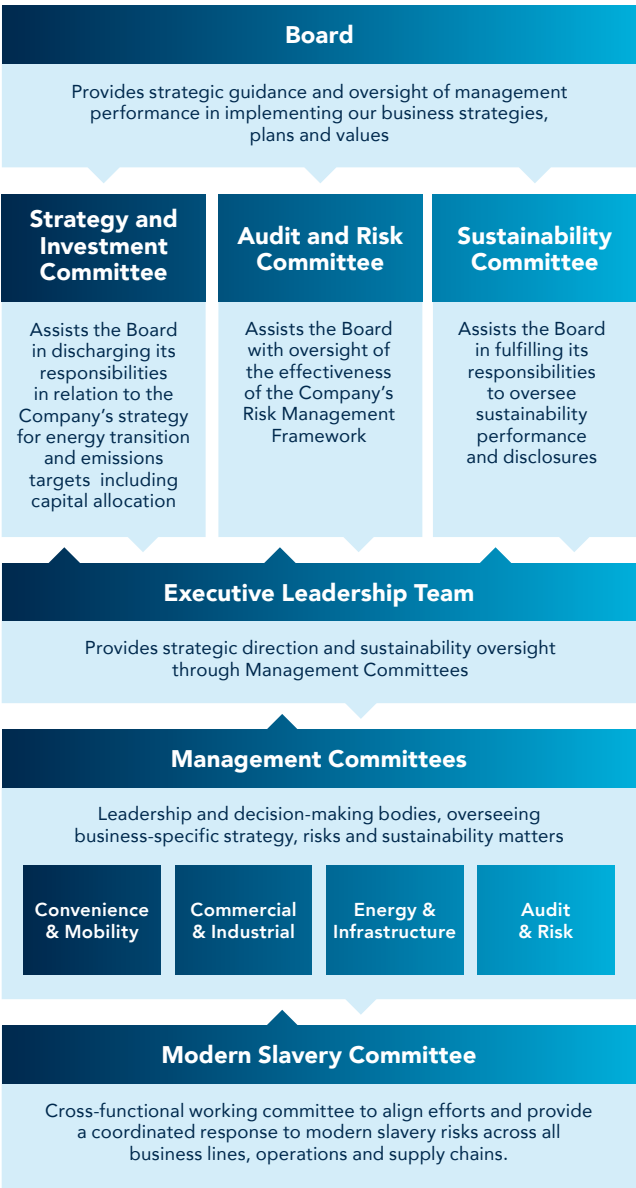 Board
Provides strategic guidance and oversight of management
performance in implementing our business strategies,
plans and values
Strategy and
Investment
Committee
Assists the Board
in discharging its
responsibilities
in relation to the
Company's strategy
for energy transition
and emissions
targets including
capital allocation
Audit and Risk
Committee
Assists the Board
with oversight of
the effectiveness
of the Company's
Risk Management
Framework
Sustainability
Committee
Assists the Board
in fulfilling its
responsibilities
to oversee
sustainability
performance
and disclosures
Executive Leadership Team
Provides strategic direction and sustainability oversight
through Management Committees
Management Committees
Leadership and decision-making bodies, overseeing
business-specific strategy, risks and sustainability matters
Convenience
& Mobility
Commercial
& Industrial
Energy &
Infrastructure
Audit
& Risk
Modern Slavery Committee
Cross-functional working committee to align efforts and provide
a coordinated response to modern slavery risks across all
business lines, operations and supply chains.